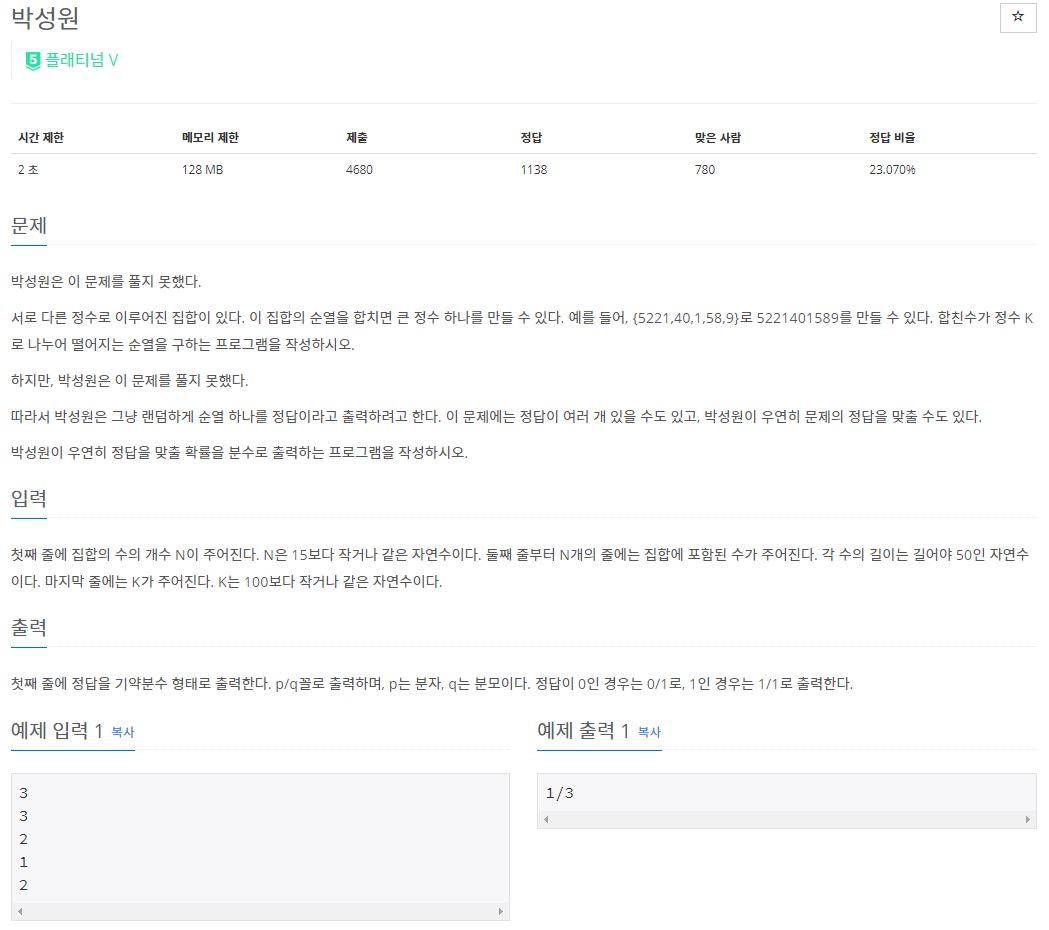 박성원
☆
5 플래티넘 V
시간 제한 메모리 제한 제출 정답 맞은 사람 정답 비율
2 초 128 MB 4680 1138 780 23.070%
문제
박성원은 이 문제를 풀지 못했다.
서로 다른 정수로 이루어진 집합이 있다. 이 집합의 순열을 합치면 큰 정수 하나를 만들 수 있다. 예를 들어, {5221,40,1,58,9}로 5221401589를 만들 수 있다. 합친수가 정수 K
로 나누어 떨어지는 순열을 구하는 프로그램을 작성하시오.
하지만, 박성원은 이 문제를 풀지 못했다.
따라서 박성원은 그냥 랜덤하게 순열 하나를 정답이라고 출력하려고 한다. 이 문제에는 정답이 여러 개 있을 수도 있고, 박성원이 우연히 문제의 정답을 맞출 수도 있다.
박성원이 우연히 정답을 맞출 확률을 분수로 출력하는 프로그램을 작성하시오.
입력
첫째 줄에 집합의 수의 개수 N이 주어진다. N은 15보다 작거나 같은 자연수이다. 둘째 줄부터 N개의 줄에는 집합에 포함된 수가 주어진다. 각 수의 길이는 길어야 50인 자연수
이다. 마지막 줄에는 K가 주어진다. K는 100보다 작거나 같은 자연수이다.
출력
첫째 줄에 정답을 기약분수 형태로 출력한다. p/q꼴로 출력하며, p는 분자, q는 분모이다. 정답이 0인 경우는 0/1로, 1인 경우는 1/1로 출력한다.
예제 입력 1 복사
3
3
2
1
2
예제 출력 1 복사
1/3